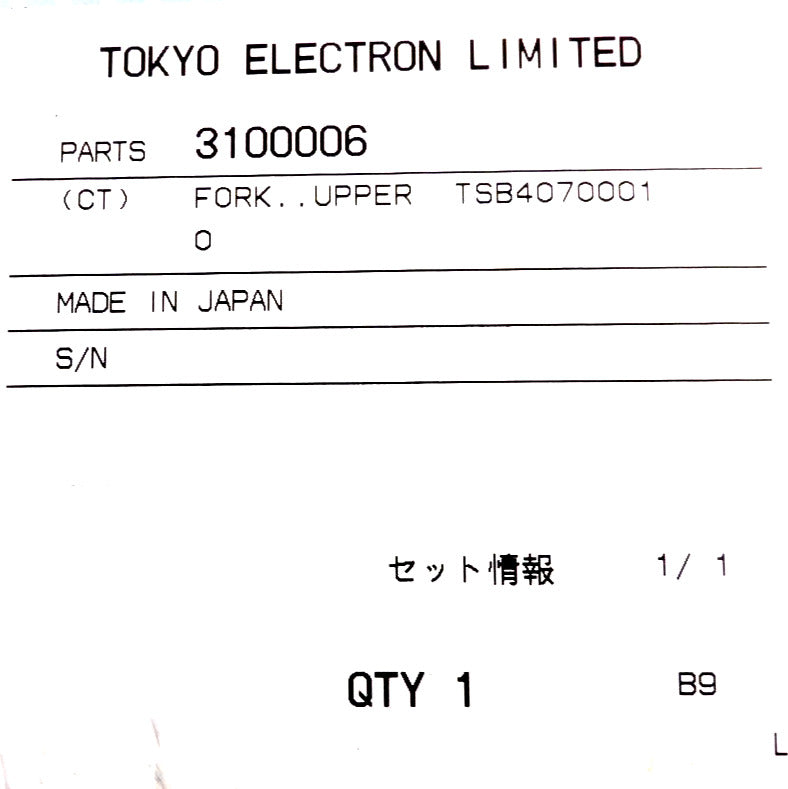 TOKYO ELECTRON LIMITED
PARTS 3100006
(CT) FORK..UPPER TSB4070001
0
MADE IN JAPAN
S/N
セット情報 1/ 1
QTY 1 B9
L